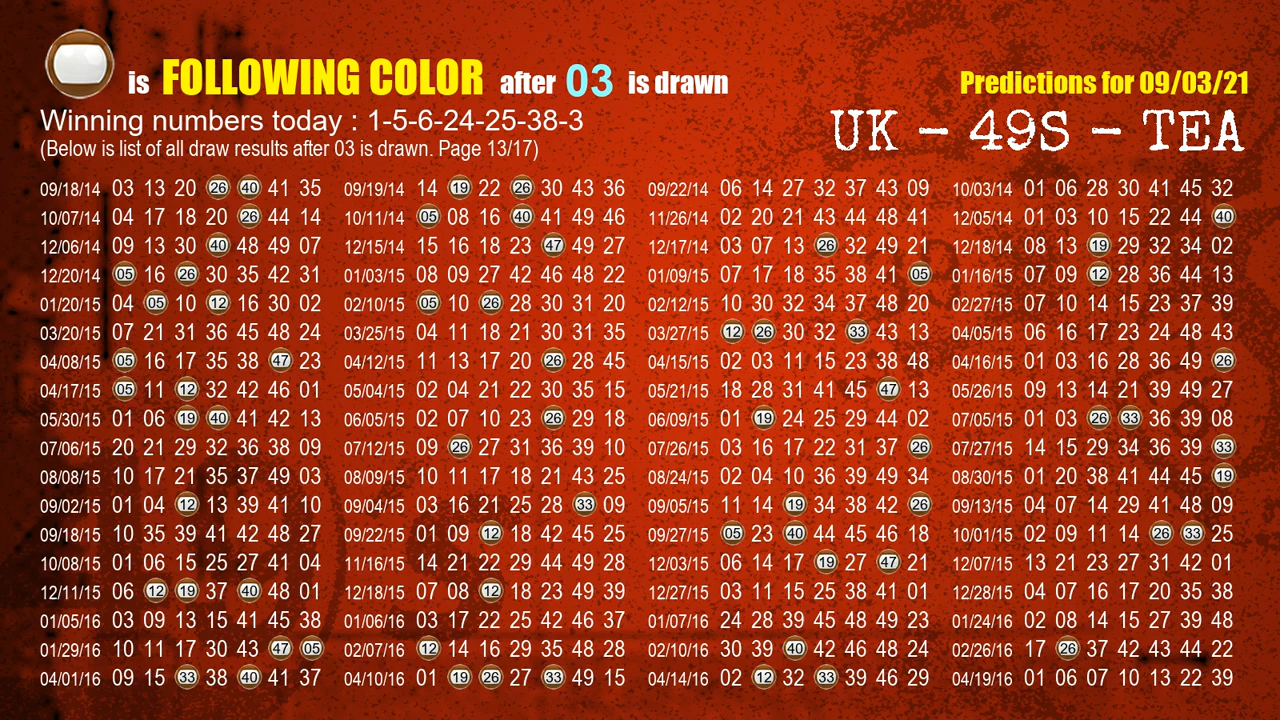 is FOLLOWING COLOR after 03 is drawn
Predictions for 09/03/21
Winning numbers today : 1-5-6-24-25-38-3
UK - 49S - TEA
(Below is list of all draw results after 03 is drawn. Page 13/17)
09/18/14 03 13 20 26 40 41 35 09/19/14 14 19 22 26 30 43 36 09/22/14 06 14 27 32 37 43 09 10/03/14 01 06 28 30 41 45 32
10/07/14 04 17 18 20 26 44 14 10/11/14 05 08 16 40 41 49 46 11/26/14 02 20 21 43 44 48 41 12/05/14 01 03 10 15 22 44 40
12/06/14 09 13 30 40 48 49 07 12/15/14 15 16 18 23 47 49 27 12/17/14 03 07 13 26 32 49 21 12/18/14 08 13 19 29 32 34 02
12/20/14 05 16 26 30 35 42 31 01/03/15 08 09 27 42 46 48 22 01/09/15 07 17 18 35 38 41 05 01/16/15 07 09 12 28 36 44 13
01/20/15 04 05 10 12 16 30 02 02/10/15 05 10 26 28 30 31 20 02/12/15 10 30 32 34 37 48 20 02/27/15 07 10 14 15 23 37 39
03/20/15 07 21 31 36 45 48 24 03/25/15 04 11 18 21 30 31 35 03/27/15 12 26 30 32 33 43 13 04/05/15 06 16 17 23 24 48 43
04/08/15 05 16 17 35 38 47 23 04/12/15 11 13 17 20 26 28 45 04/15/15 02 03 11 15 23 38 48 04/16/15 01 03 16 28 36 49 26
04/17/15 05 11 12 32 42 46 01 05/04/15 02 04 21 22 30 35 15 05/21/15 18 28 31 41 45 47 13 05/26/15 09 13 14 21 39 49 27
05/30/15 01 06 19 40 41 42 13 06/05/15 02 07 10 23 26 29 18 06/09/15 01 19 24 25 29 44 02 07/05/15 01 03 26 33 36 39 08
07/06/15 20 21 29 32 36 38 09 07/12/15 09 26 27 31 36 39 10 07/26/15 03 16 17 22 31 37 26 07/27/15 14 15 29 34 36 39 33
08/08/15 10 17 21 35 37 49 03 08/09/15 10 11 17 18 21 43 25 08/24/15 02 04 10 36 39 49 34 08/30/15 01 20 38 41 44 45 19
09/02/15 01 04 12 13 39 41 10 09/04/15 03 16 21 25 28 33 09 09/05/15 11 14 19 34 38 42 26 09/13/15 04 07 14 29 41 48 09
09/18/15 10 35 39 41 42 48 27 09/22/15 01 09 12 18 42 45 25 09/27/15 05 23 40 44 45 46 18 10/01/15 02 09 11 14 26 33 25
10/08/15 01 06 15 25 27 41 04 11/16/15 14 21 22 29 44 49 28 12/03/15 06 14 17 19 27 47 21 12/07/15 13 21 23 27 31 42 01
12/11/15 06 12 19 37 40 48 01 12/18/15 07 08 12 18 23 49 39 12/27/15 03 11 15 25 38 41 01 12/28/15 04 07 16 17 20 35 38
01/05/16 03 09 13 15 41 45 38 01/06/16 03 17 22 25 42 46 37 01/07/16 24 28 39 45 48 49 23 01/24/16 02 08 14 15 27 39 48
01/29/16 10 11 17 30 43 47 05 02/07/16 12 14 16 29 35 48 28 02/10/16 30 39 40 42 46 48 24 02/26/16 17 26 37 42 43 44 22
04/01/16 09 15 33 38 40 41 37 04/10/16 01 19 26 27 33 49 15 04/14/16 02 12 32 33 39 46 29 04/19/16 01 06 07 10 13 22 39